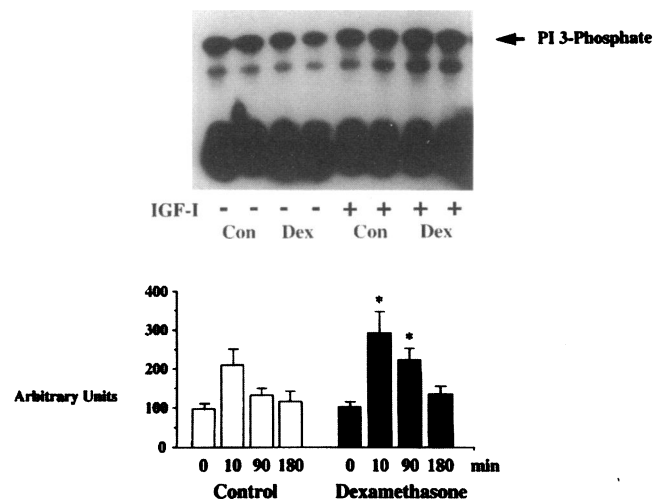 PI 3-Phosphate
IGF-I - - - - + + + +
Con Dex Con Dex
400
300
200
100
0
Arbitrary Units
* *
0 10 90 180 0 10 90 180 min
Control Dexamethasone